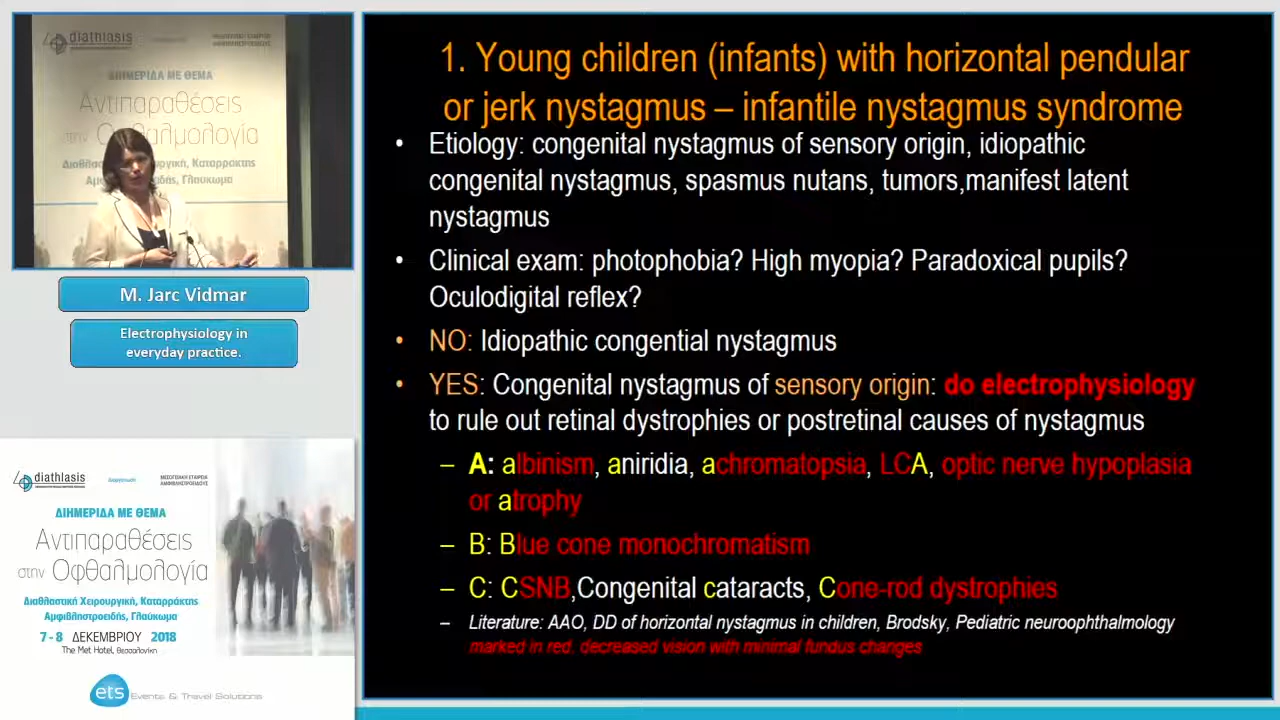 diathlasis
ΔΙΗΜΕΡΙΔΑ ΜΕ ΘΕΜΑ
Αντιπαραθέσεις
στην Οφθαλμολογία
M. Jarc Vidmar
Electrophysiology in
everyday practice.
diathlasis
ΔΙΗΜΕΡΙΔΑ ΜΕ ΘΕΜΑ
Αντιπαραθέσεις
στην Οφθαλμολογία
Διαθλαστική Χειρουργική, Καταρράκτης
Αμφιβληστροειδής, Γλαύκωμα
7-8 ΔΕΚΕΜΒΡΙΟΥ 2018
The Met Hotel, Θεσσαλονίκη
ets Events & Travel Solutions
1. Young children (infants) with horizontal pendular
or jerk nystagmus – infantile nystagmus syndrome
• Etiology: congenital nystagmus of sensory origin, idiopathic
congenital nystagmus, spasmus nutans, tumors,manifest latent
nystagmus
• Clinical exam: photophobia? High myopia? Paradoxical pupils?
Oculodigital reflex?
• NO: Idiopathic congential nystagmus
• YES: Congenital nystagmus of sensory origin: do electrophysiology
to rule out retinal dystrophies or postretinal causes of nystagmus
– A: albinism, aniridia, achromatopsia, LCA, optic nerve hypoplasia
or atrophy
– B: Blue cone monochromatism
– C: CSNB,Congenital cataracts, Cone-rod dystrophies
– Literature: AAO, DD of horizontal nystagmus in children, Brodsky, Pediatric neuroophthalmology
marked in red. decreased vision with minimal fundus changes